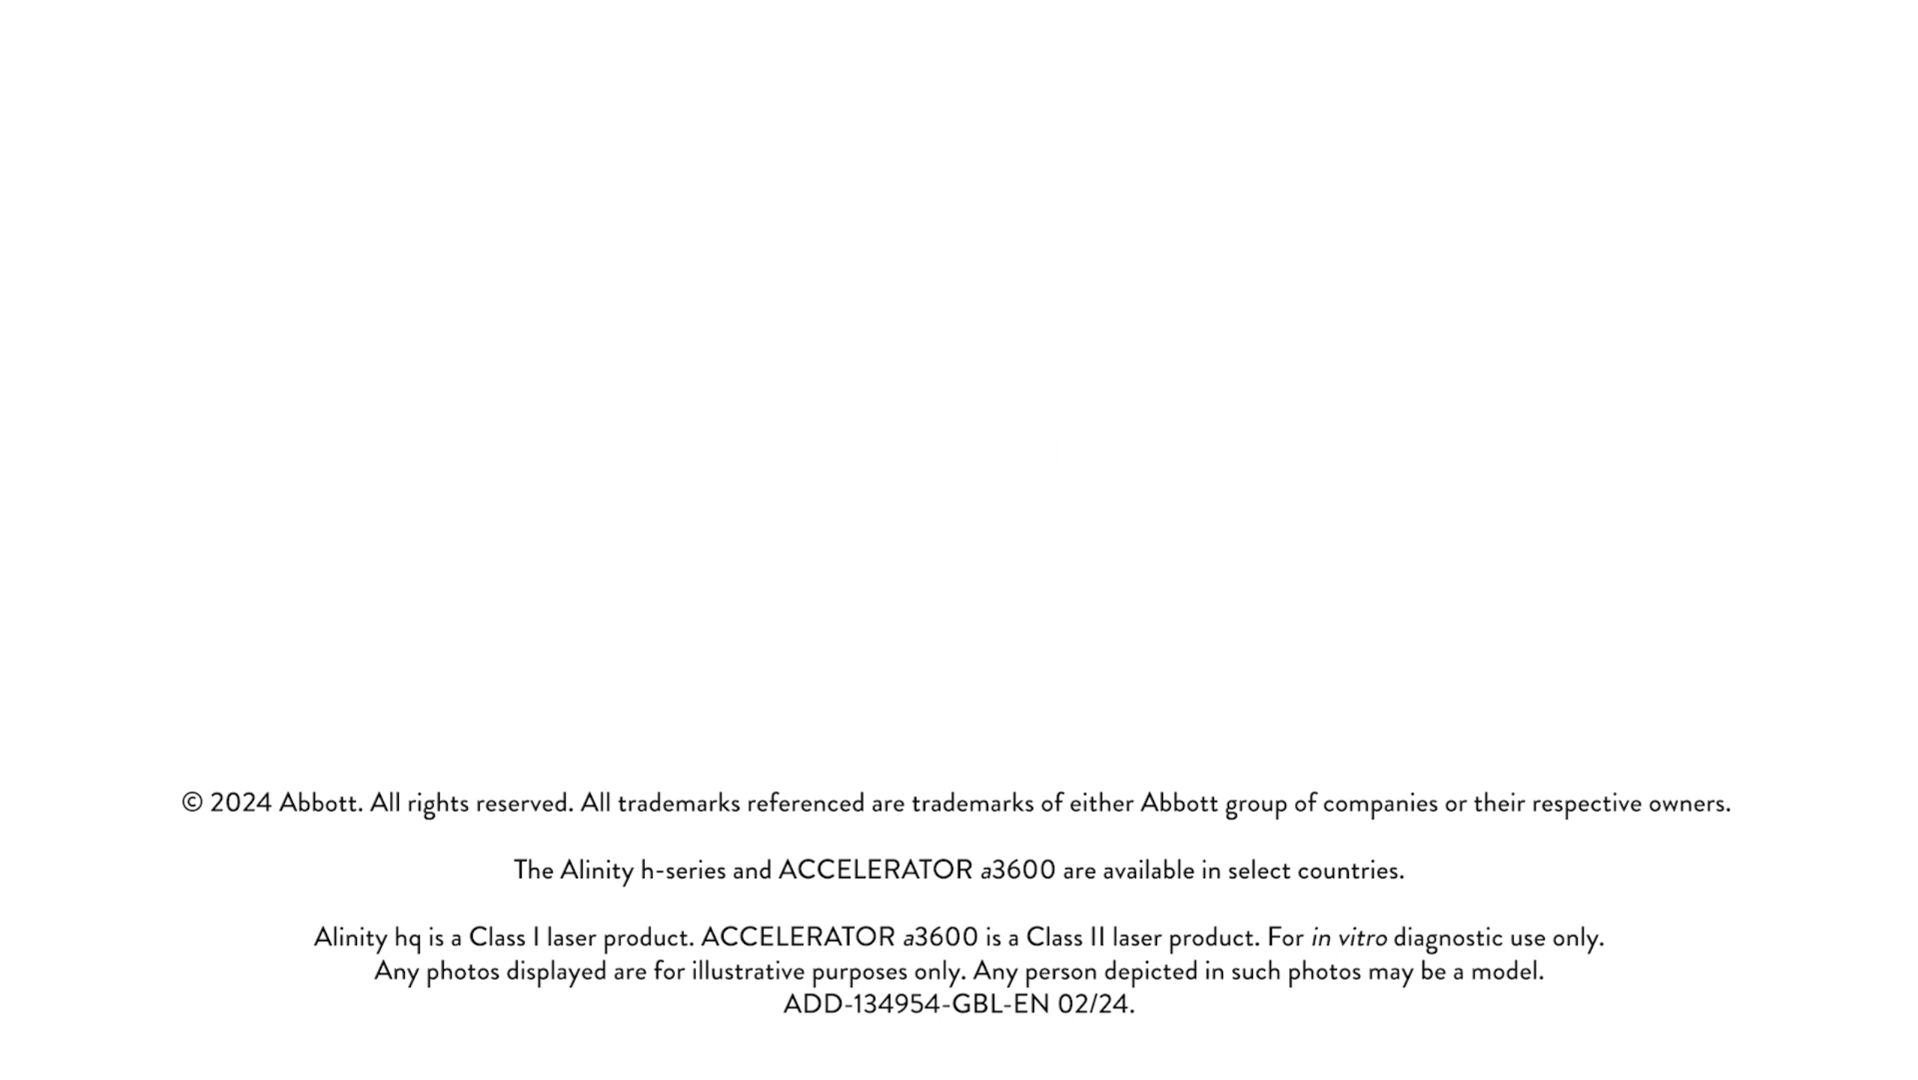 © 2024 Abbott. All rights reserved. All trademarks referenced are trademarks of either Abbott group of companies or their respective owners.
The Alinity h-series and ACCELERATOR a3600 are available in select countries.
Alinity hq is a Class I laser product. ACCELERATOR a3600 is a Class II laser product. For in vitro diagnostic use only.
Any photos displayed are for illustrative purposes only. Any person depicted in such photos may be a model.
ADD-134954-GBL-EN 02/24.